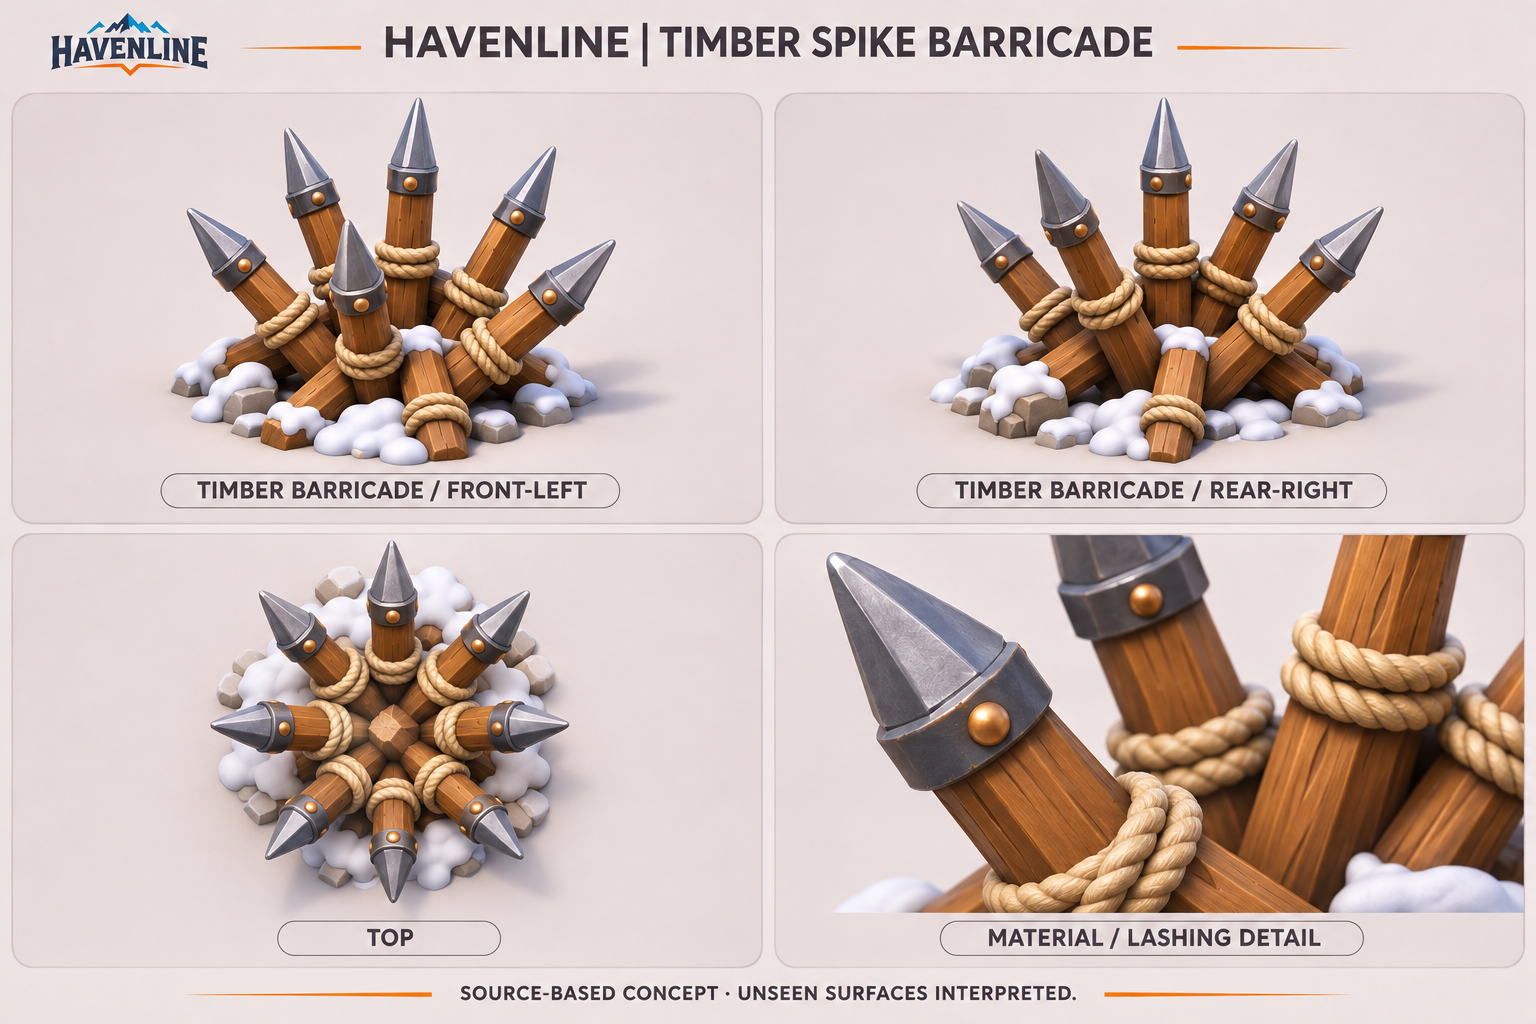 HAVENLINE
HAVENLINE | TIMBER SPIKE BARRICADE
TIMBER BARRICADE / FRONT-LEFT
TIMBER BARRICADE / REAR-RIGHT
TOP
MATERIAL / LASHING DETAIL
SOURCE-BASED CONCEPT · UNSEEN SURFACES INTERPRETED.